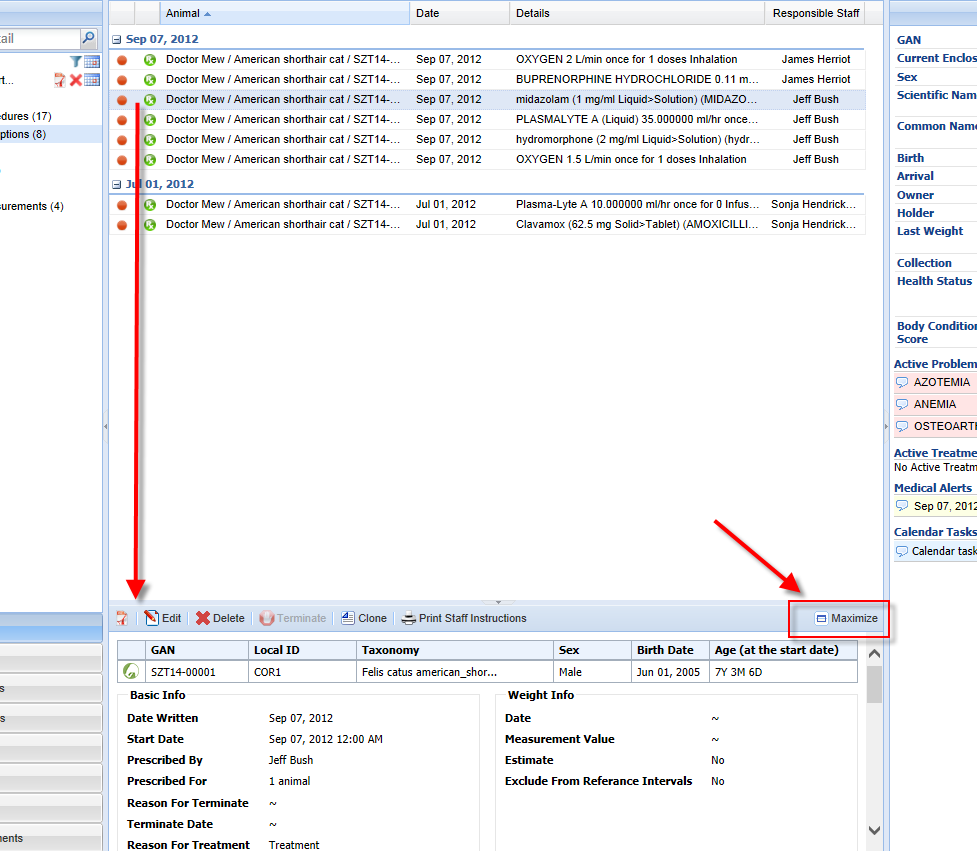 Animal Date Details Responsible Staff
Sep 07, 2012
Doctor Mew / American shorthair cat / SZT14-... Sep 07, 2012 OXYGEN 2 L/min once for 1 doses Inhalation James Herriot
Doctor Mew / American shorthair cat / SZT14-... Sep 07, 2012 BUPRENORPHINE HYDROCHLORIDE 0.11 m... James Herriot
Doctor Mew / American shorthair cat / SZT14-... Sep 07, 2012 midazolam (1 mg/ml Liquid>Solution) (MIDAZO... Jeff Bush
Doctor Mew / American shorthair cat / SZT14-... Sep 07, 2012 PLASMALYTE A (Liquid) 35.000000 ml/hr once... Jeff Bush
Doctor Mew / American shorthair cat / SZT14-... Sep 07, 2012 hydromorphone (2 mg/ml Liquid>Solution) (hydr... Jeff Bush
Doctor Mew / American shorthair cat / SZT14-... Sep 07, 2012 OXYGEN 1.5 L/min once for 1 doses Inhalation Jeff Bush
Jul 01, 2012
Doctor Mew / American shorthair cat / SZT14-... Jul 01, 2012 Plasma-Lyte A 10.000000 ml/hr once for 0 Infus... Sonja Hendrick...
Doctor Mew / American shorthair cat / SZT14-... Jul 01, 2012 Clavamox (62.5 mg Solid>Tablet) (AMOXICILLI... Sonja Hendrick...
tail
rt...
edures (17)
ptions (8)
surements (4)
s
s
ments
Edit Delete Terminate Clone Print Staff Instructions Maximize
GAN Local ID Taxonomy Sex Birth Date Age (at the start date)
SZT14-00001 COR1 Felis catus american_shor... Male Jun 01, 2005 7Y 3M 6D
Basic Info
Date Written Sep 07, 2012
Start Date Sep 07, 2012 12:00 AM
Prescribed By Jeff Bush
Prescribed For 1 animal
Reason For Terminate ~
Terminate Date ~
Reason For Treatment Treatment
Weight Info
Date ~
Measurement Value ~
Estimate No
Exclude From Referance Intervals No
GAN
Current Enclos
Sex
Scientific Nam
Common Name
Birth
Arrival
Owner
Holder
Last Weight
Collection
Health Status
Body Condition
Score
Active Problem
AZOTEMIA
ANEMIA
OSTEOARTH
Active Treatme
No Active Treatm
Medical Alerts
Sep 07, 2012
Calendar Tasks
Calendar task